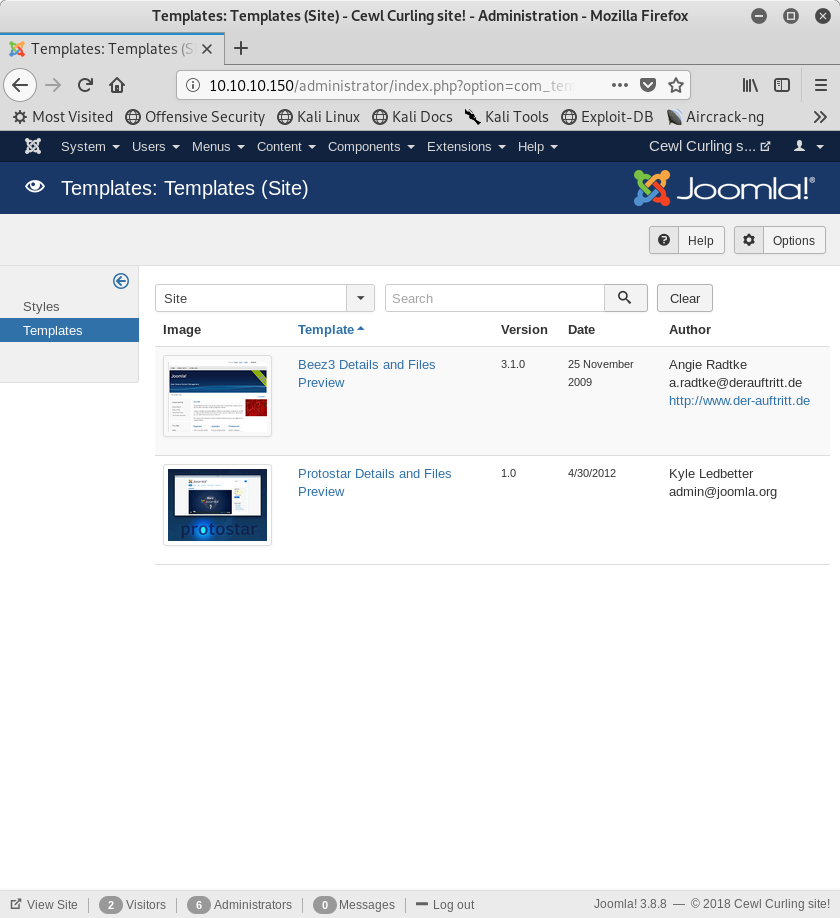 Templates: Templates (Site) - Cewl Curling site! - Administration - Mozilla Firefox
Templates: Templates (S
10.10.10.150/administrator/index.php?option=com_tem
Most Visited Offensive Security Kali Linux Kali Docs Kali Tools Exploit-DB Aircrack-ng
System Users Menus Content Components Extensions Help Cewl Curling s...
Templates: Templates (Site) Joomla!®
Help Options
Styles
Templates
Site Search Clear
Image Template Version Date Author
Beez3 Details and Files 3.1.0 25 November Angie Radtke
Preview 2009 a.radtke@derauftritt.de
http://www.der-auftritt.de
Joomla!
Protostar Details and Files 1.0 4/30/2012 Kyle Ledbetter
Preview admin@joomla.org
protostar
View Site 2 Visitors 6 Administrators 0 Messages Log out Joomla! 3.8.8 — © 2018 Cewl Curling site!